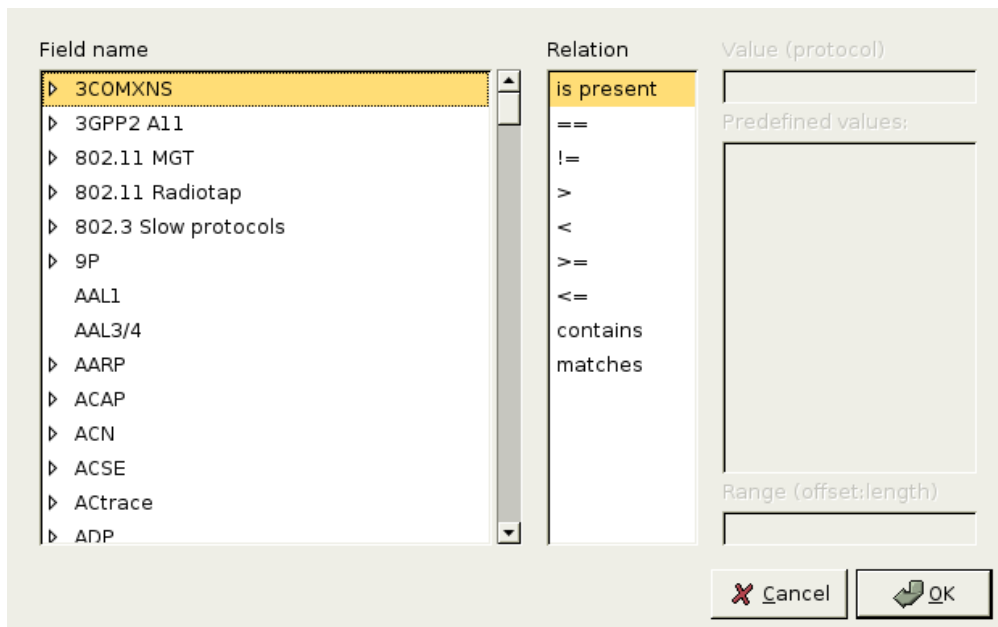 Field name
3COMXNS
3GPP2 A11
802.11 MGT
802.11 Radiotap
802.3 Slow protocols
9P
AAL1
AAL3/4
AARP
ACAP
ACN
ACSE
ACtrace
ADP
Relation
is present
==
!=
>
<
>=
<=
contains
matches
Value (protocol)
Predefined values:
Range (offset:length)
Cancel
OK